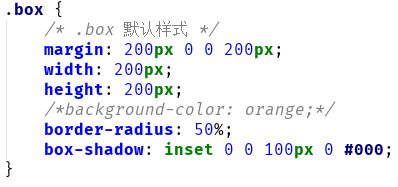 .box {
/* .box 默认样式 */
margin: 200px 0 0 200px;
width: 200px;
height: 200px;
/*background-color: orange;*/
border-radius: 50%;
box-shadow: inset 0 0 100px 0 #000;
}